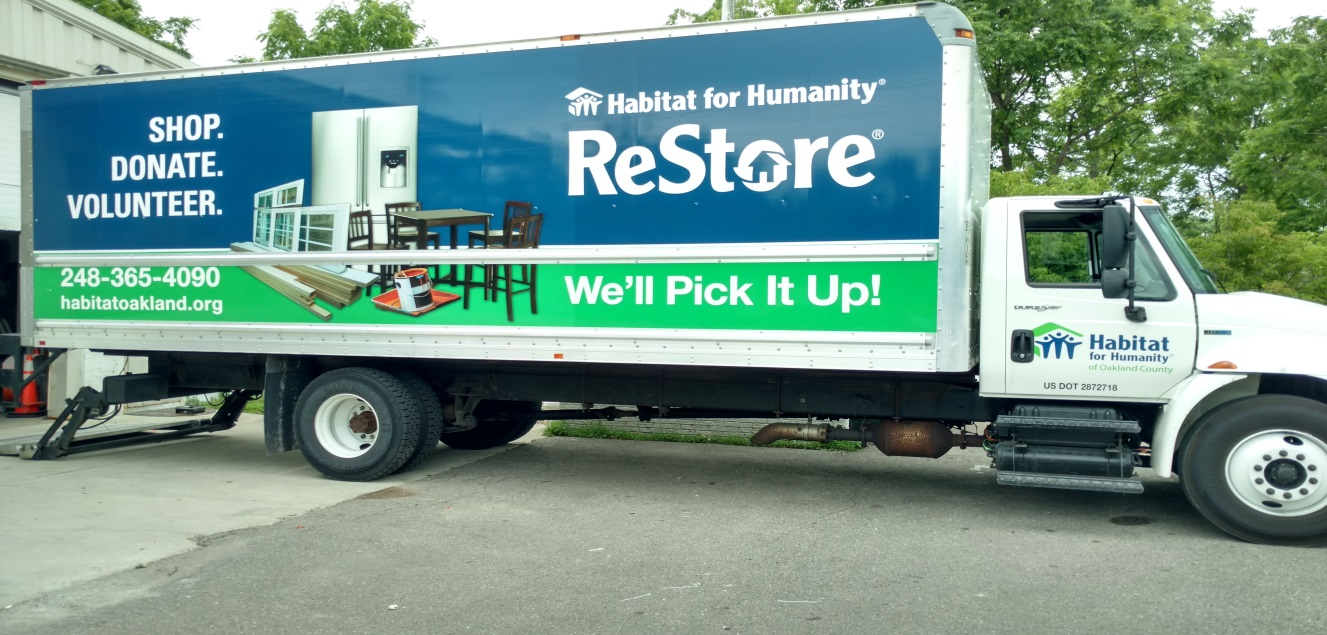 SHOP.
DONATE.
VOLUNTEER.
248-365-4090
habitatoakland.org
Habitat for Humanity®
ReStore®
We'll Pick It Up!
DURASTAR
Habitat
for Humanity®
of Oakland County
US DOT 2872718